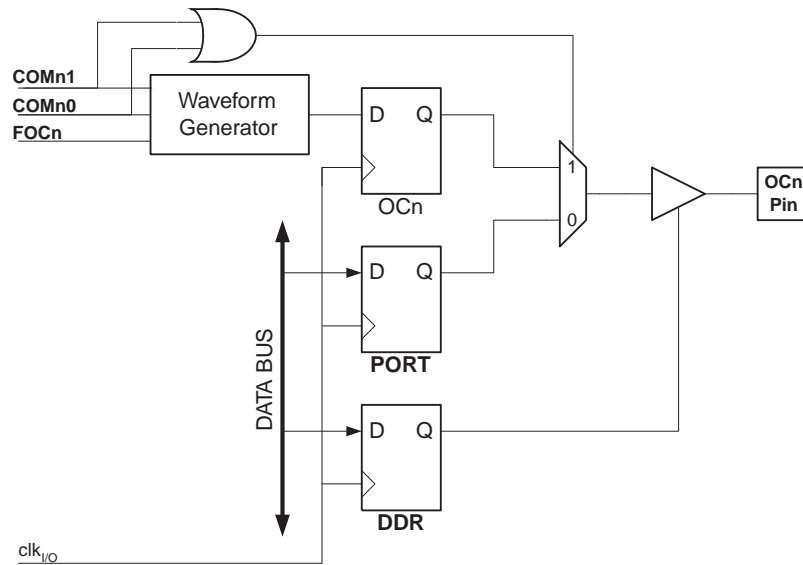 COMn1
COMn0
FOCn
Waveform
Generator
D Q
OCn
1
0
OCn
Pin
D Q
PORT
DATA BUS
D Q
DDR
clkI/O